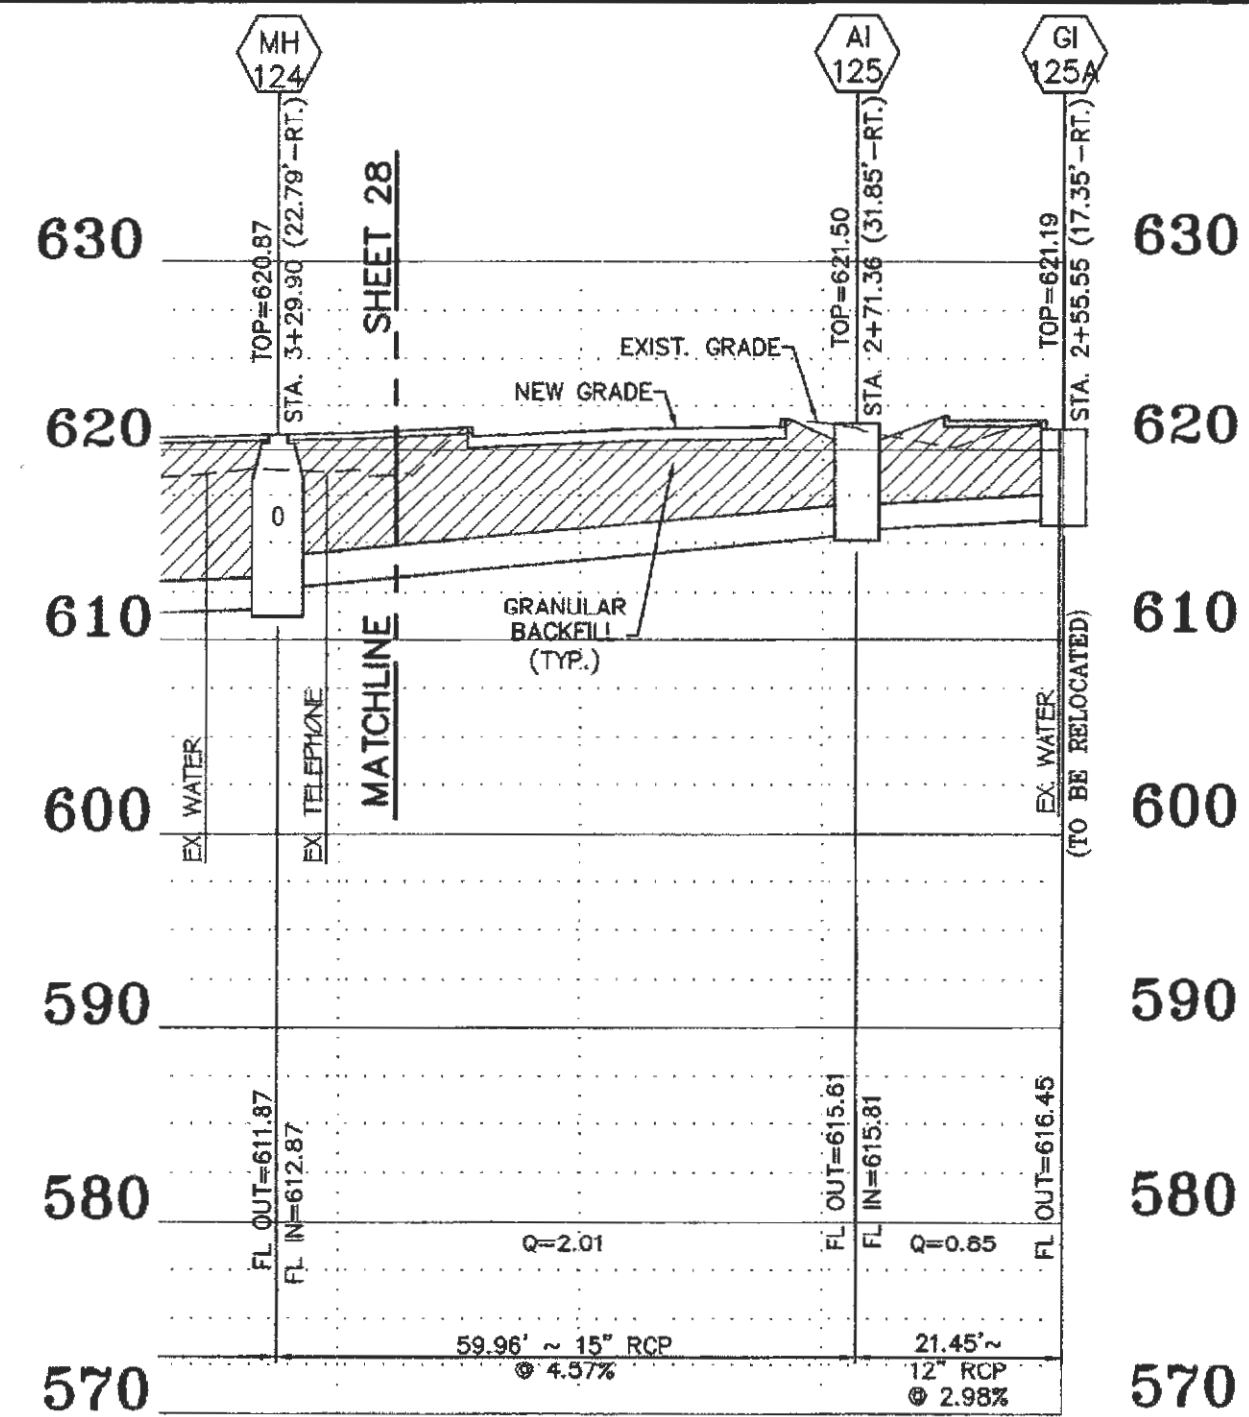 MH
124
AI
125
GI
125A
TOP=620.87
STA. 3+29.90 (22.79'-RT.)
MATCHLINE SHEET 28
TOP=621.50
STA. 2+71.36 (31.85'-RT.)
TOP=621.19
STA. 2+55.55 (17.35'-RT.)
630
630
EXIST. GRADE
NEW GRADE
620
620
0
GRANULAR
BACKFILL
(TYP.)
610
610
EX. WATER
EX. TELEPHONE
EX. WATER
(TO BE RELOCATED)
600
600
590
590
FL OUT=611.87
FL IN=612.87
FL OUT=615.61
FL IN=615.81
FL OUT=616.45
580
580
Q=2.01
Q=0.85
59.96' ~ 15" RCP
@ 4.57%
21.45'~
12" RCP
@ 2.98%
570
570